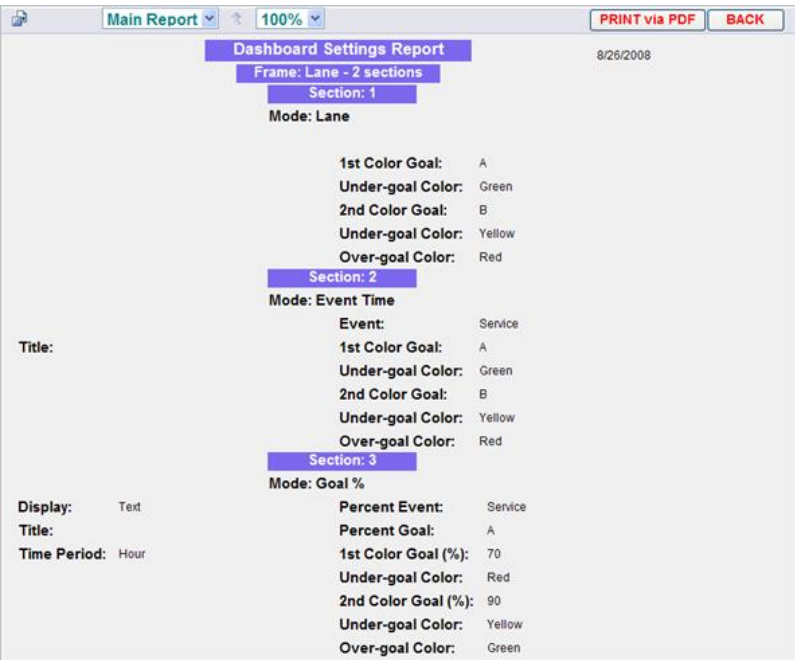 Main Report 100% PRINT via PDF BACK
Dashboard Settings Report
8/26/2008
Frame: Lane - 2 sections
Section: 1
Mode: Lane
1st Color Goal: A
Under-goal Color: Green
2nd Color Goal: B
Under-goal Color: Yellow
Over-goal Color: Red
Section: 2
Mode: Event Time
Event: Service
Title: 1st Color Goal: A
Under-goal Color: Green
2nd Color Goal: B
Under-goal Color: Yellow
Over-goal Color: Red
Section: 3
Mode: Goal %
Display: Text Percent Event: Service
Title: Percent Goal: A
Time Period: Hour 1st Color Goal (%): 70
Under-goal Color: Red
2nd Color Goal (%): 90
Under-goal Color: Yellow
Over-goal Color: Green